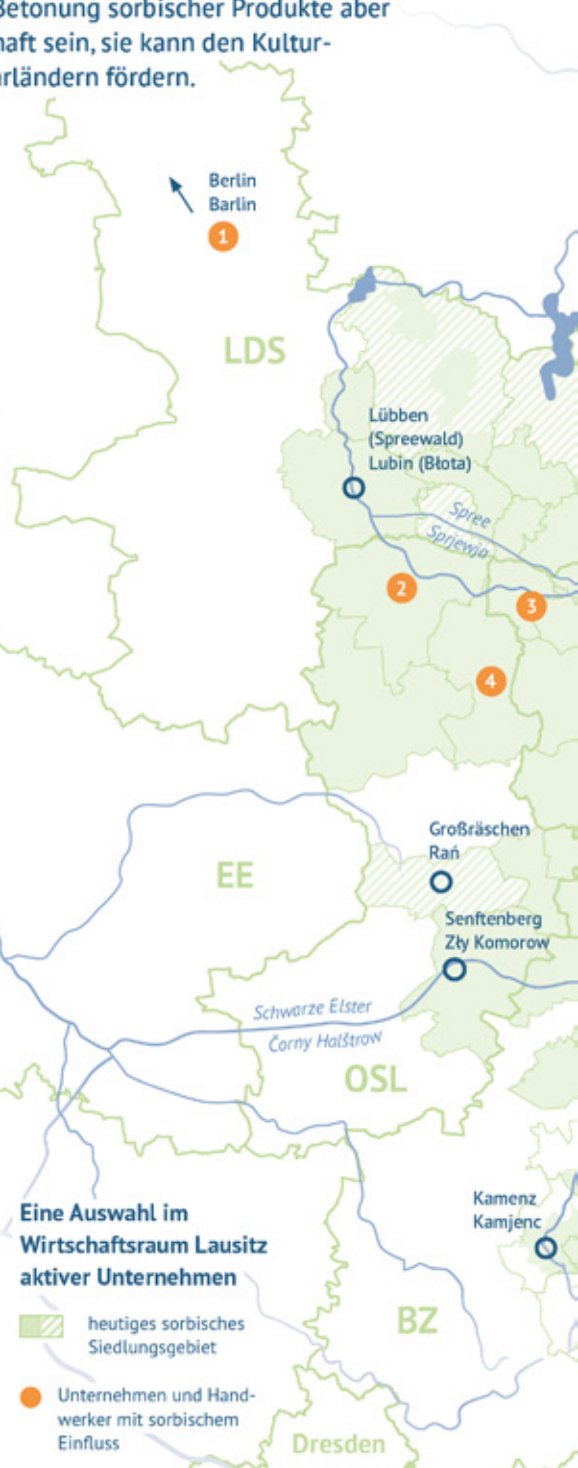 Betonung sorbischer Produkte aber
haft sein, sie kann den Kultur-
arländern fördern.
Berlin
Barlin
1
LDS
Lübben
(Spreewald)
Lubin (Błota)
Spree
Sprjewja
2
3
4
Großräschen
Rań
EE
Senftenberg
Zły Komorow
Schwarze Elster
Čorny Halštrow
OSL
Kamenz
Kamjenc
Eine Auswahl im
Wirtschaftsraum Lausitz
aktiver Unternehmen
BZ
heutiges sorbisches
Siedlungsgebiet
Unternehmen und Hand-
werker mit sorbischem
Einfluss
Dresden